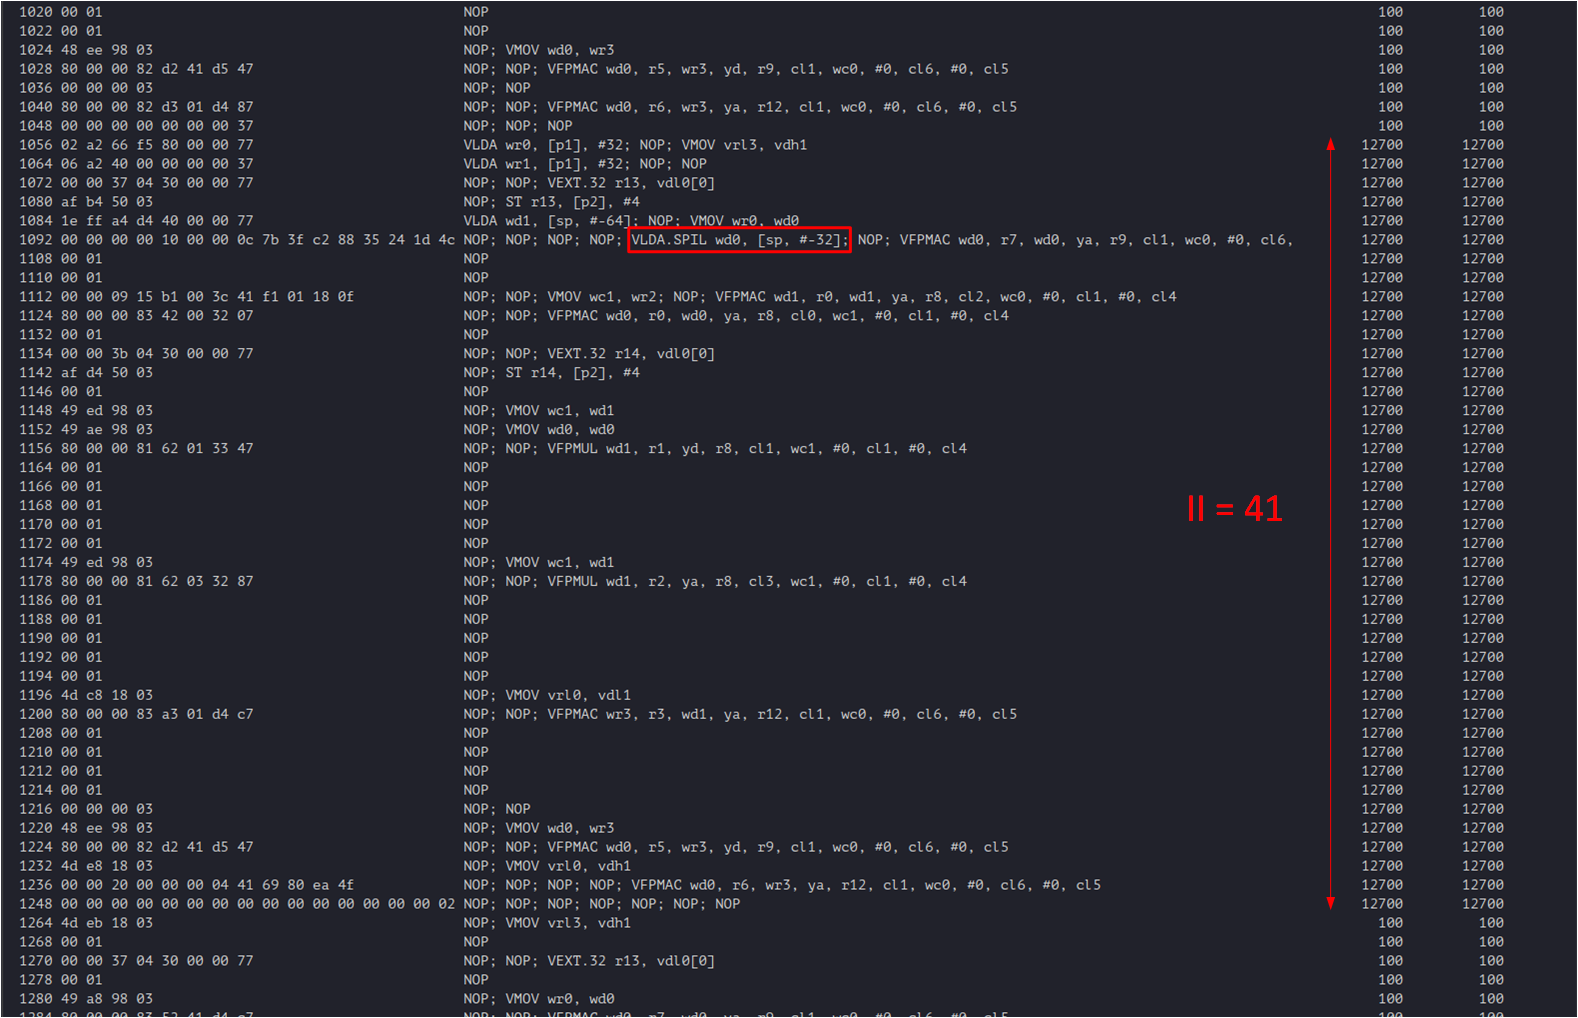 1020 00 01 NOP 100 100
1022 00 01 NOP 100 100
1024 48 ee 98 03 NOP; VMOV wd0, wr3 100 100
1028 80 00 00 82 d2 41 d5 47 NOP; NOP; VFPMAC wd0, r5, wr3, yd, r9, cl1, wc0, #0, cl6, #0, cl5 100 100
1036 00 00 00 03 NOP; NOP 100 100
1040 80 00 00 82 d3 01 d4 87 NOP; NOP; VFPMAC wd0, r6, wr3, ya, r12, cl1, wc0, #0, cl6, #0, cl5 100 100
1048 00 00 00 00 00 00 00 37 NOP; NOP; NOP 100 100
1056 02 a2 66 f5 80 00 00 77 VLDA wr0, [p1], #32; NOP; VMOV vrl3, vdh1 12700 12700
1064 06 a2 40 00 00 00 00 37 VLDA wr1, [p1], #32; NOP; NOP 12700 12700
1072 00 00 37 04 30 00 00 77 NOP; NOP; VEXT.32 r13, vdl0[0] 12700 12700
1080 af b4 50 03 NOP; ST r13, [p2], #4 12700 12700
1084 1e ff a4 d4 40 00 00 77 VLDA wd1, [sp, #-64]; NOP; VMOV wr0, wd0 12700 12700
1092 00 00 00 00 10 00 00 0c 7b 3f c2 88 35 24 1d 4c NOP; NOP; NOP; NOP; VLDA.SPIL wd0, [sp, #-32]; NOP; VFPMAC wd0, r7, wd0, ya, r9, cl1, wc0, #0, cl6, 12700 12700
1108 00 01 NOP 12700 12700
1110 00 01 NOP 12700 12700
1112 00 00 09 15 b1 00 3c 41 f1 01 18 0f NOP; NOP; VMOV wc1, wr2; NOP; VFPMAC wd1, r0, wd1, ya, r8, cl2, wc0, #0, cl1, #0, cl4 12700 12700
1124 80 00 00 83 42 00 32 07 NOP; NOP; VFPMAC wd0, r0, wd0, ya, r8, cl0, wc1, #0, cl1, #0, cl4 12700 12700
1132 00 01 NOP 12700 12700
1134 00 00 3b 04 30 00 00 77 NOP; NOP; VEXT.32 r14, vdl0[0] 12700 12700
1142 af d4 50 03 NOP; ST r14, [p2], #4 12700 12700
1146 00 01 NOP 12700 12700
1148 49 ed 98 03 NOP; VMOV wc1, wd1 12700 12700
1152 49 ae 98 03 NOP; VMOV wd0, wd0 12700 12700
1156 80 00 00 81 62 01 33 47 NOP; NOP; VFPMUL wd1, r1, yd, r8, cl1, wc1, #0, cl1, #0, cl4 12700 12700
1164 00 01 NOP 12700 12700
1166 00 01 NOP 12700 12700
1168 00 01 NOP 12700 12700
II = 41
1170 00 01 NOP 12700 12700
1172 00 01 NOP 12700 12700
1174 49 ed 98 03 NOP; VMOV wc1, wd1 12700 12700
1178 80 00 00 81 62 03 32 87 NOP; NOP; VFPMUL wd1, r2, ya, r8, cl3, wc1, #0, cl1, #0, cl4 12700 12700
1186 00 01 NOP 12700 12700
1188 00 01 NOP 12700 12700
1190 00 01 NOP 12700 12700
1192 00 01 NOP 12700 12700
1194 00 01 NOP 12700 12700
1196 4d c8 18 03 NOP; VMOV vrl0, vdl1 12700 12700
1200 80 00 00 83 a3 01 d4 c7 NOP; NOP; VFPMAC wr3, r3, wd1, ya, r12, cl1, wc0, #0, cl6, #0, cl5 12700 12700
1208 00 01 NOP 12700 12700
1210 00 01 NOP 12700 12700
1212 00 01 NOP 12700 12700
1214 00 01 NOP 12700 12700
1216 00 00 00 03 NOP; NOP 12700 12700
1220 48 ee 98 03 NOP; VMOV wd0, wr3 12700 12700
1224 80 00 00 82 d2 41 d5 47 NOP; NOP; VFPMAC wd0, r5, wr3, yd, r9, cl1, wc0, #0, cl6, #0, cl5 12700 12700
1232 4d e8 18 03 NOP; VMOV vrl0, vdh1 12700 12700
1236 00 00 20 00 00 00 04 41 69 80 ea 4f NOP; NOP; NOP; NOP; VFPMAC wd0, r6, wr3, ya, r12, cl1, wc0, #0, cl6, #0, cl5 12700 12700
1248 00 00 00 00 00 00 00 00 00 00 00 00 00 00 00 02 NOP; NOP; NOP; NOP; NOP; NOP; NOP 12700 12700
1264 4d eb 18 03 NOP; VMOV vrl3, vdh1 100 100
1268 00 01 NOP 100 100
1270 00 00 37 04 30 00 00 77 NOP; NOP; VEXT.32 r13, vdl0[0] 100 100
1278 00 01 NOP 100 100
1280 49 a8 98 03 NOP; VMOV wr0, wd0 100 100
1284 80 00 00 83 52 41 d4 c7 NOP; NOP; VFPMAC wd0, r7, wd0, ya, r9, cl1, wc0, #0, cl6, #0, cl5 100 100